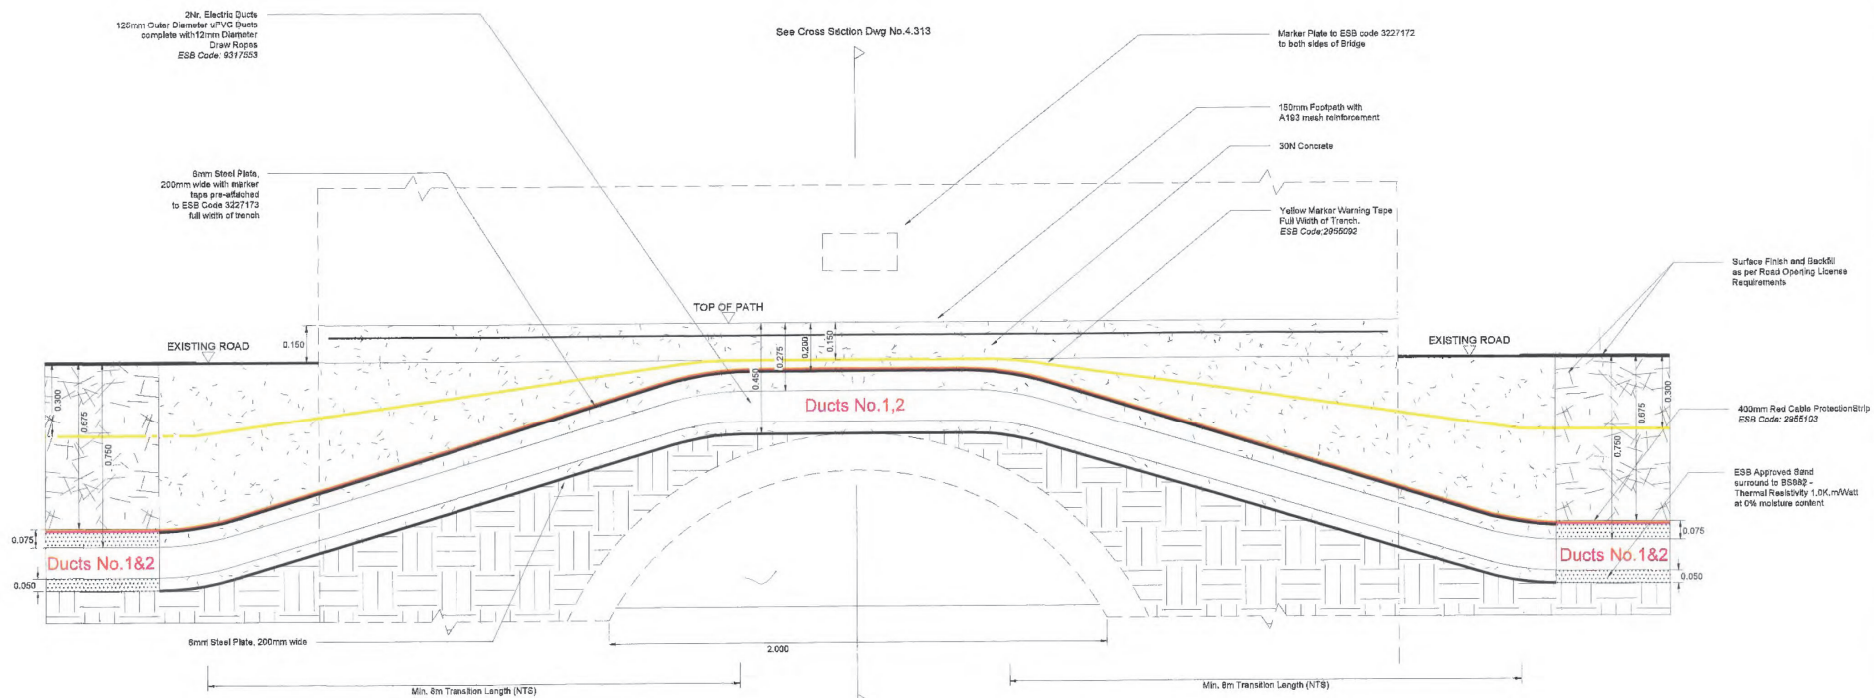 2Nr. Electric Ducts
125mm Outer Diameter uPVC Ducts
complete with 12mm Diameter
Draw Ropes
ESB Code: 9317553
See Cross Section Dwg No.4.313
Marker Plate to ESB code 3227172
to both sides of Bridge
150mm Footpath with
A193 mesh reinforcement
30N Concrete
6mm Steel Plate,
200mm wide with marker
tape pre-attached
to ESB Code 3227173
full width of trench
Yellow Marker Warning Tape
Full Width of Trench.
ESB Code:2955092
Surface Finish and Backfill
as per Road Opening License
Requirements
TOP OF PATH
EXISTING ROAD
0.150
0.450
0.275
0.200
0.150
EXISTING ROAD
0.300
0.675
0.750
Ducts No.1,2
0.750
0.675
0.300
400mm Red Cable ProtectionStrip
ESB Code: 2955103
ESB Approved Sand
surround to BS882 -
Thermal Resistivity 1.0K.m/Watt
at 0% moisture content
0.075
Ducts No.1&2
0.050
0.075
Ducts No.1&2
0.050
6mm Steel Plate, 200mm wide
2.000
Min. 6m Transition Length (NTS)
Min. 6m Transition Length (NTS)